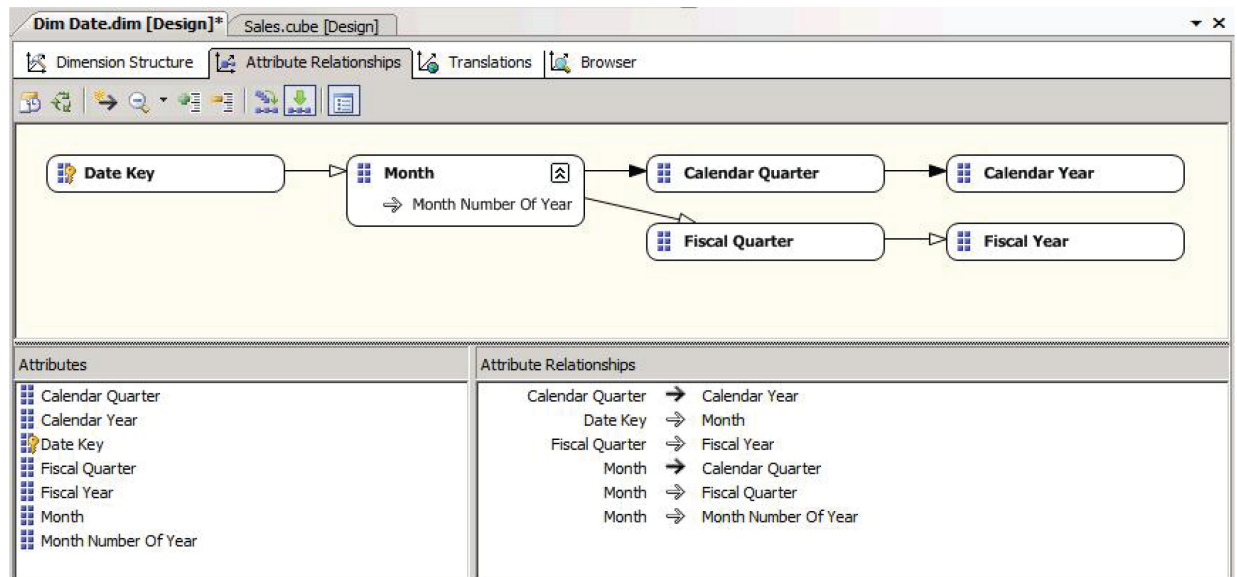 Dim Date.dim [Design]* Sales.cube [Design]
Dimension Structure Attribute Relationships Translations Browser
Date Key Month Calendar Quarter Calendar Year
Month Number Of Year
Fiscal Quarter Fiscal Year
Attributes
Calendar Quarter
Calendar Year
Date Key
Fiscal Quarter
Fiscal Year
Month
Month Number Of Year
Attribute Relationships
Calendar Quarter Calendar Year
Date Key Month
Fiscal Quarter Fiscal Year
Month Calendar Quarter
Month Fiscal Quarter
Month Month Number Of Year